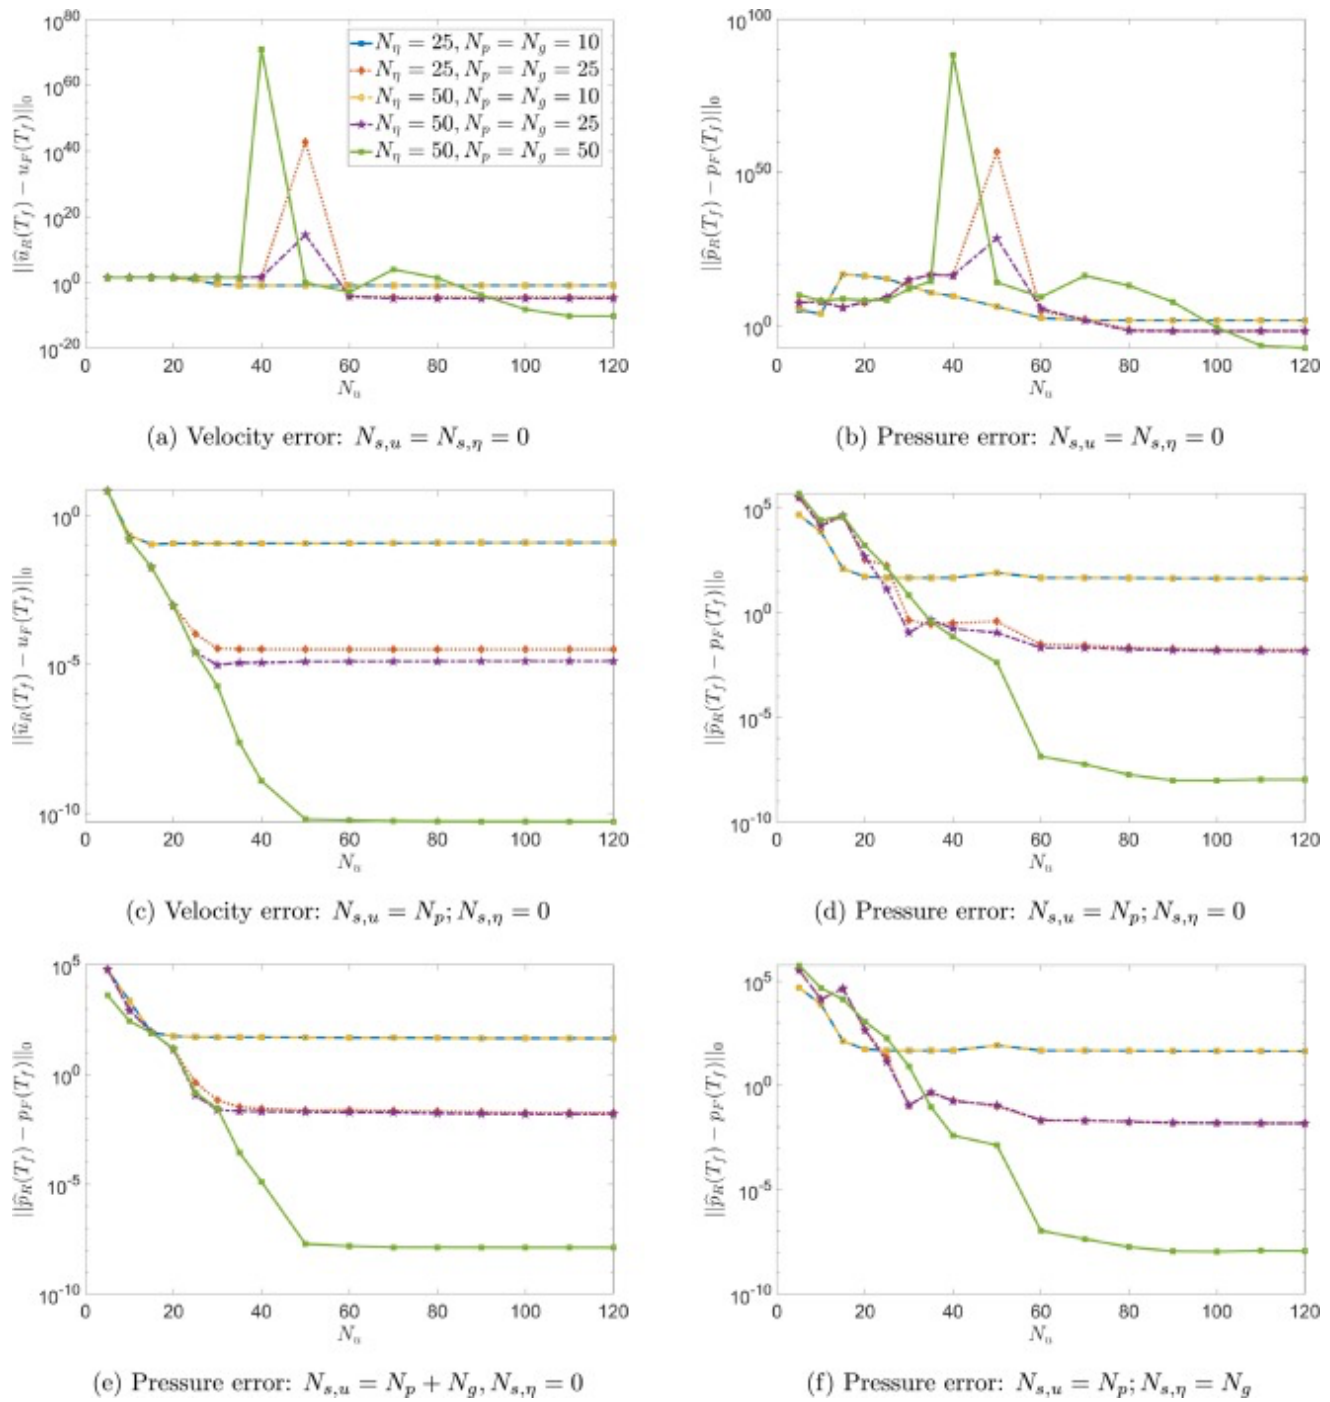 10^80
10^60
10^40
10^20
10^0
10^-20
||û_R(T_f) − u_F(T_f)||_0
N_η = 25, N_p = N_g = 10
N_η = 25, N_p = N_g = 25
N_η = 50, N_p = N_g = 10
N_η = 50, N_p = N_g = 25
N_η = 50, N_p = N_g = 50
0 20 40 60 80 100 120
N_u
(a) Velocity error: N_{s,u} = N_{s,η} = 0
10^100
10^50
10^0
||p̂_R(T_f) − p_F(T_f)||_0
0 20 40 60 80 100 120
N_u
(b) Pressure error: N_{s,u} = N_{s,η} = 0
10^0
10^-5
10^-10
||û_R(T_f) − u_F(T_f)||_0
0 20 40 60 80 100 120
N_u
(c) Velocity error: N_{s,u} = N_p; N_{s,η} = 0
10^5
10^0
10^-5
10^-10
||p̂_R(T_f) − p_F(T_f)||_0
0 20 40 60 80 100 120
N_u
(d) Pressure error: N_{s,u} = N_p; N_{s,η} = 0
10^5
10^0
10^-5
10^-10
||p̂_R(T_f) − p_F(T_f)||_0
0 20 40 60 80 100 120
N_u
(e) Pressure error: N_{s,u} = N_p + N_g, N_{s,η} = 0
10^5
10^0
10^-5
10^-10
||p̂_R(T_f) − p_F(T_f)||_0
0 20 40 60 80 100 120
N_u
(f) Pressure error: N_{s,u} = N_p; N_{s,η} = N_g